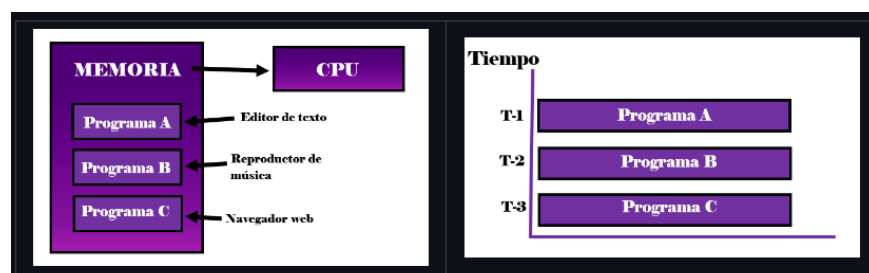 MEMORIA
CPU
Programa A
Editor de texto
Programa B
Reproductor de
música
Programa C
Navegador web
Tiempo
T-1
Programa A
T-2
Programa B
T-3
Programa C